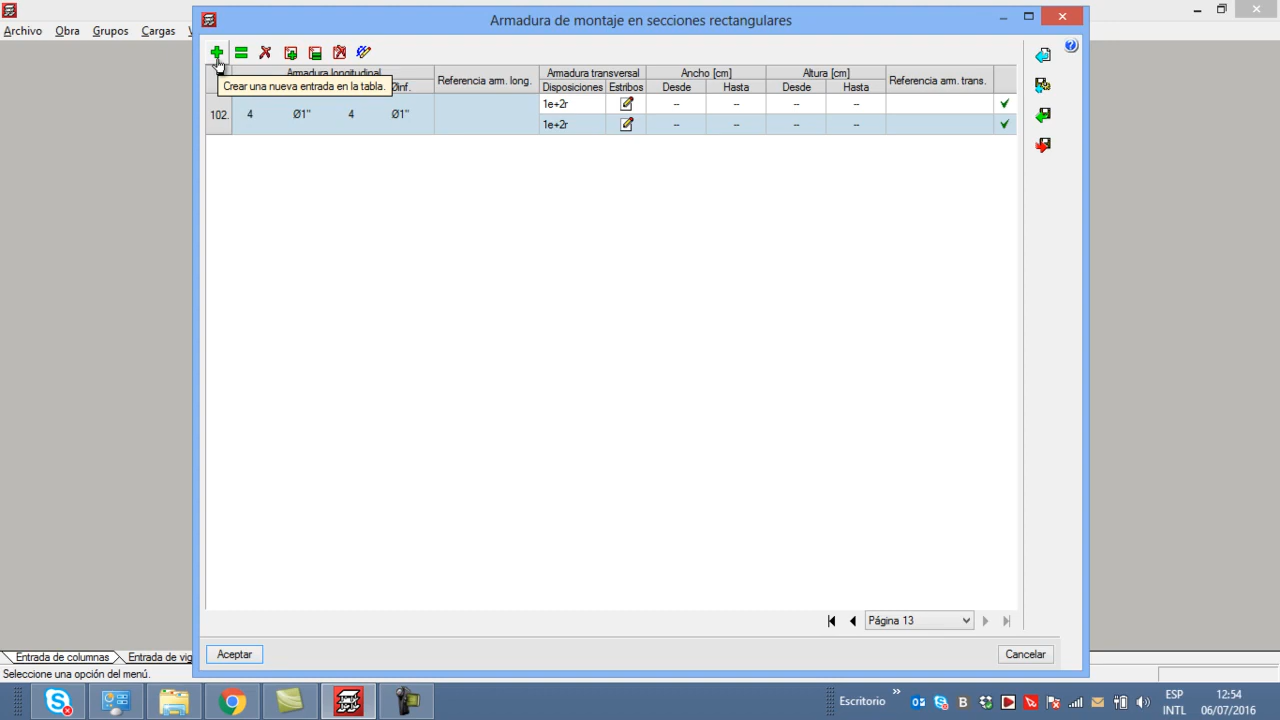 Armadura de montaje en secciones rectangulares
Archivo Obra Grupos Cargas
Armadura longitudinal Referencia arm. long. Armadura transversal Ancho [cm] Altura [cm] Referencia arm. trans.
Øinf. Disposiciones Estribos Desde Hasta Desde Hasta
Crear una nueva entrada en la tabla.
102. 4 Ø1" 4 Ø1"
1e+2r -- -- -- --
1e+2r -- -- -- --
Página 13
Aceptar Cancelar
Entrada de columnas Entrada de vig
Seleccione una opción del menú.
Escritorio » ESP 12:54
INTL 06/07/2016